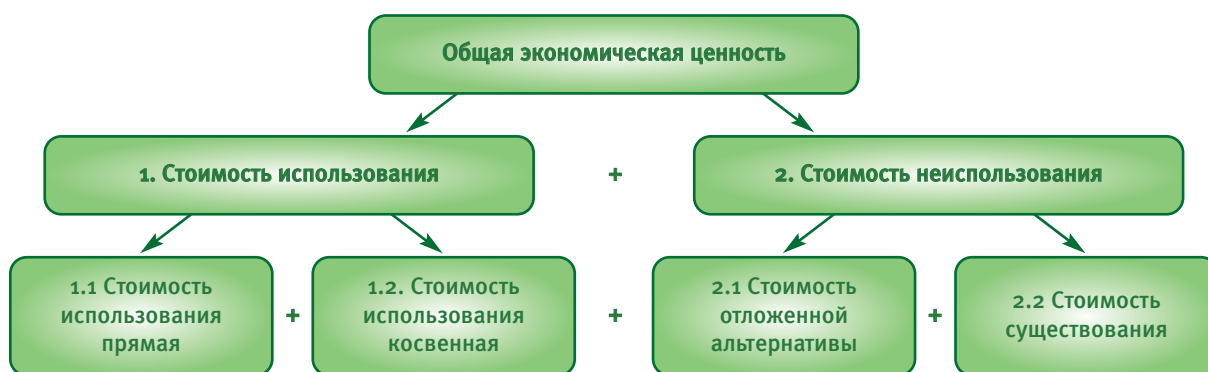 Общая экономическая ценность
1. Стоимость использования
+
2. Стоимость неиспользования
1.1 Стоимость
использования
прямая
+
1.2. Стоимость
использования
косвенная
+
2.1 Стоимость
отложенной
альтернативы
+
2.2 Стоимость
существования